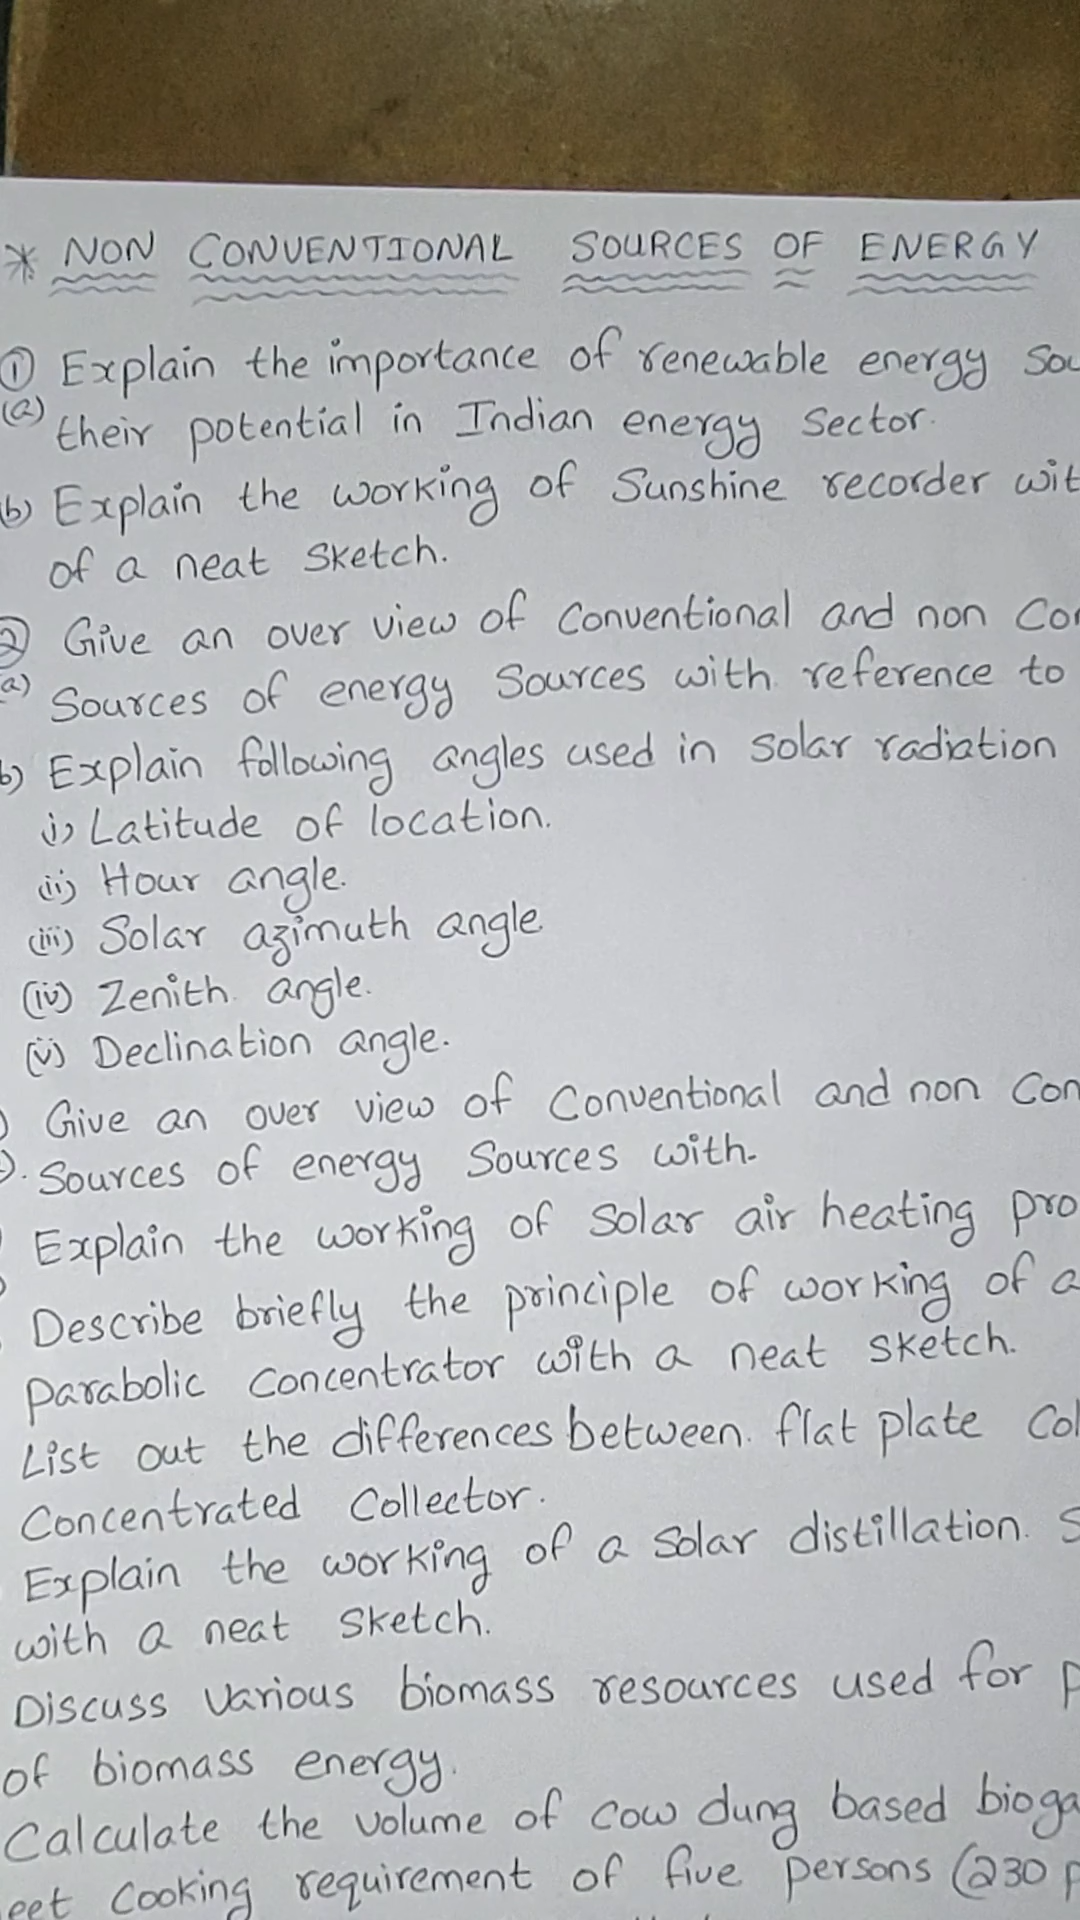 * NON CONVENTIONAL SOURCES OF ENERGY
① Explain the importance of renewable energy
(a) their potential in Indian energy Sector.
b) Explain the working of Sunshine recorder
of a neat Sketch.
② Give an over view of Conventional and non
a) Sources of energy Sources with reference to
b) Explain following angles used in Solar radiation
i) Latitude of location.
(ii) Hour angle.
(iii) Solar azimuth angle
(iv) Zenith angle.
(v) Declination angle.
Give an over view of Conventional and non
Sources of energy Sources with.
Explain the working of Solar air heating
Describe briefly the principle of working of a
parabolic Concentrator with a neat sketch.
List out the differences between flat plate
Concentrated Collector.
Explain the working of a Solar distillation.
with a neat Sketch.
Discuss Various biomass resources used for
of biomass energy.
Calculate the Volume of Cow dung based
Cooking requirement of five persons (230